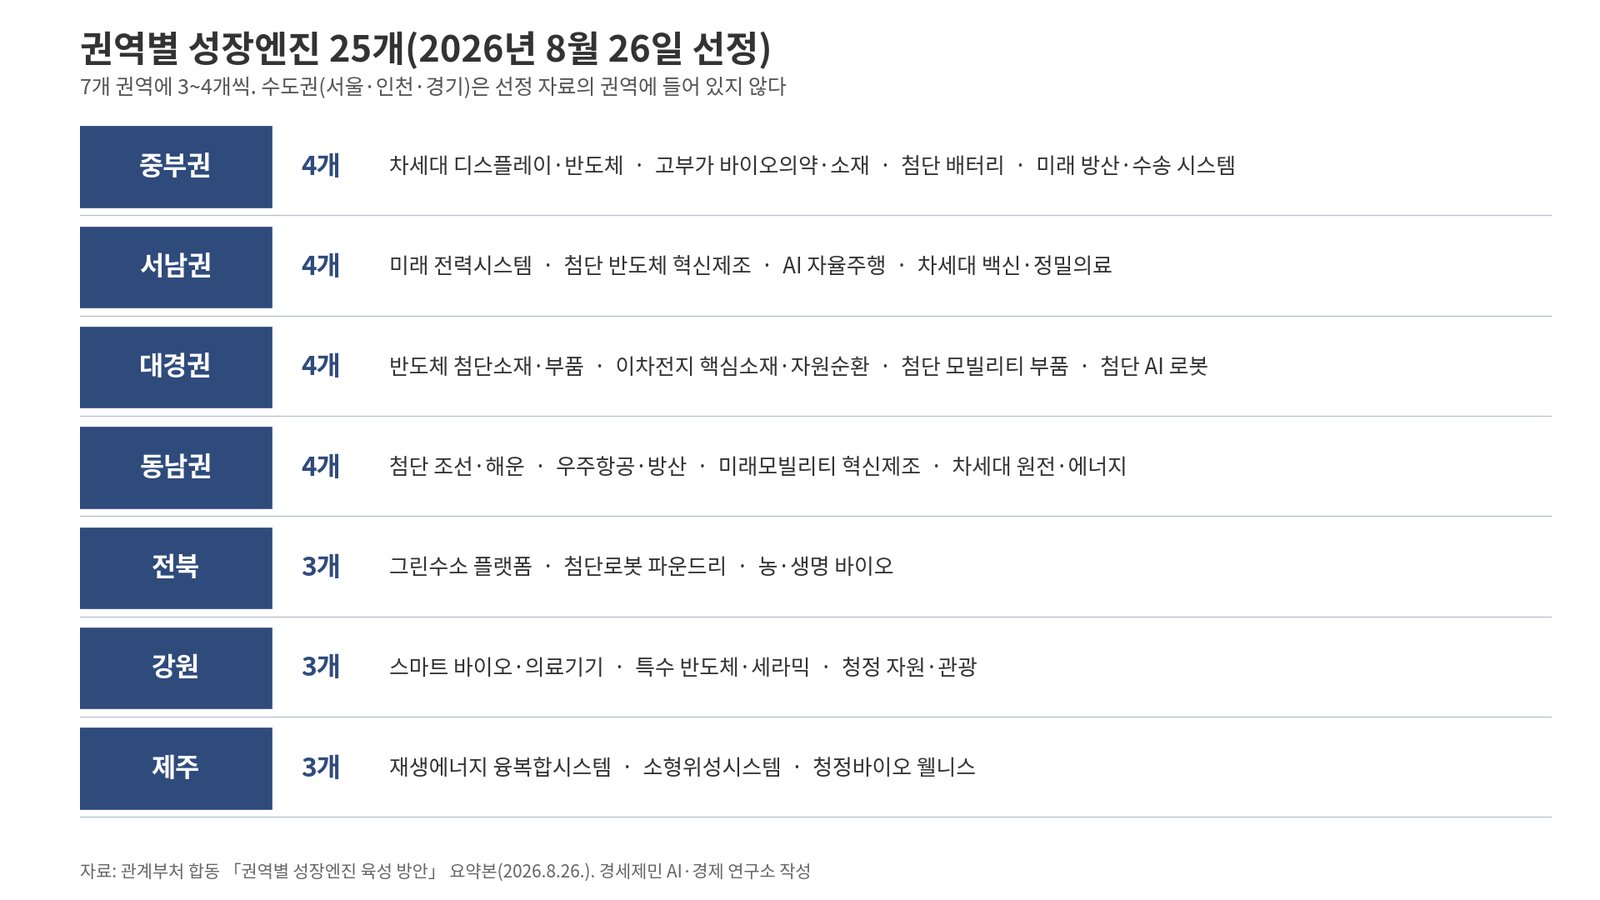 권역별 성장엔진 25개(2026년 8월 26일 선정)
7개 권역에 3~4개씩. 수도권(서울·인천·경기)은 선정 자료의 권역에 들어 있지 않다
중부권 4개 차세대 디스플레이·반도체 · 고부가 바이오의약·소재 · 첨단 배터리 · 미래 방산·수송 시스템
서남권 4개 미래 전력시스템 · 첨단 반도체 혁신제조 · AI 자율주행 · 차세대 백신·정밀의료
대경권 4개 반도체 첨단소재·부품 · 이차전지 핵심소재·자원순환 · 첨단 모빌리티 부품 · 첨단 AI 로봇
동남권 4개 첨단 조선·해운 · 우주항공·방산 · 미래모빌리티 혁신제조 · 차세대 원전·에너지
전북 3개 그린수소 플랫폼 · 첨단로봇 파운드리 · 농·생명 바이오
강원 3개 스마트 바이오·의료기기 · 특수 반도체·세라믹 · 청정 자원·관광
제주 3개 재생에너지 융복합시스템 · 소형위성시스템 · 청정바이오 웰니스
자료: 관계부처 합동 「권역별 성장엔진 육성 방안」 요약본(2026.8.26.). 경세제민 AI·경제 연구소 작성